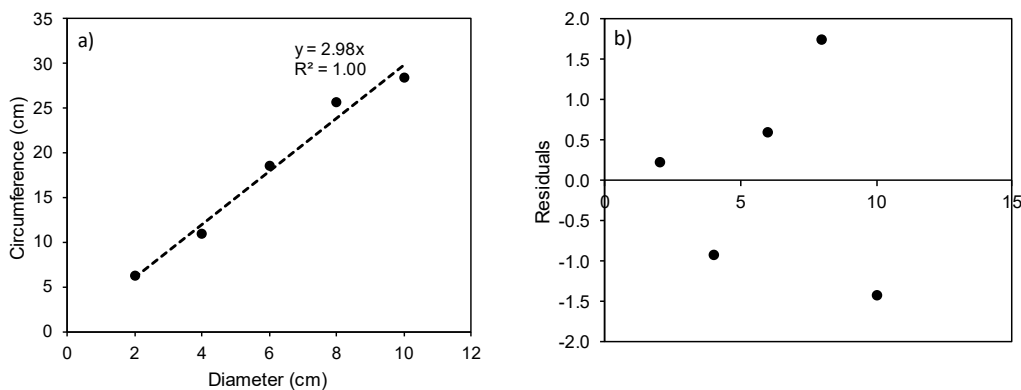 a)
y = 2.98x
R² = 1.00
35
30
25
20
15
10
5
0
0 2 4 6 8 10 12
Circumference (cm)
Diameter (cm)
b)
2.0
1.5
1.0
0.5
0.0
-0.5
-1.0
-1.5
-2.0
0 5 10 15
Residuals